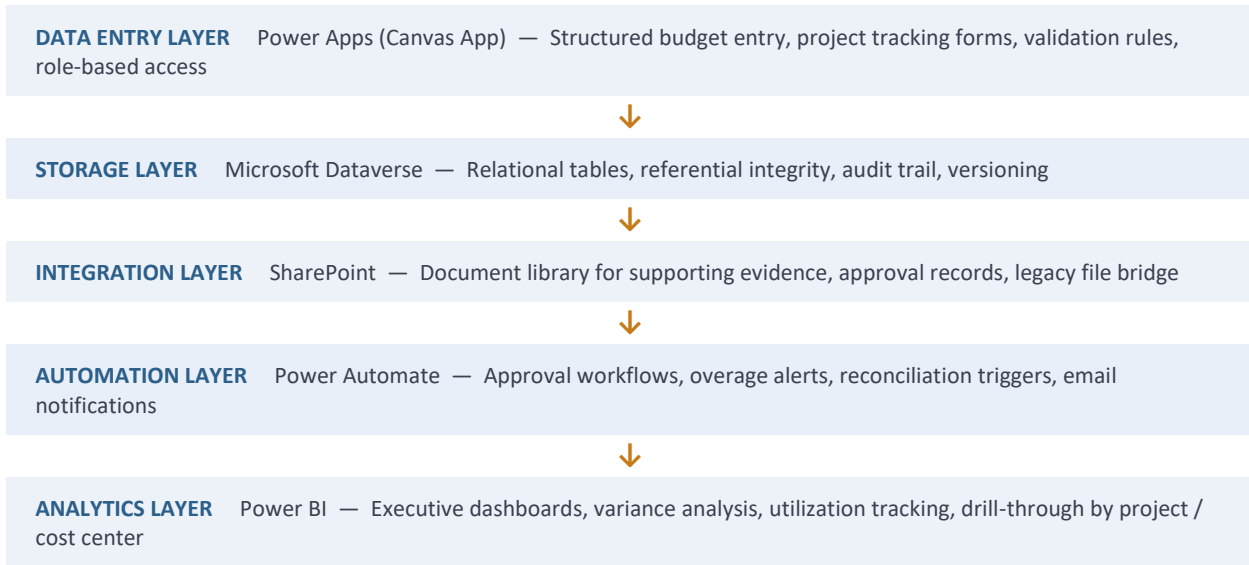 DATA ENTRY LAYER Power Apps (Canvas App) — Structured budget entry, project tracking forms, validation rules,
role-based access
STORAGE LAYER Microsoft Dataverse — Relational tables, referential integrity, audit trail, versioning
INTEGRATION LAYER SharePoint — Document library for supporting evidence, approval records, legacy file bridge
AUTOMATION LAYER Power Automate — Approval workflows, overage alerts, reconciliation triggers, email
notifications
ANALYTICS LAYER Power BI — Executive dashboards, variance analysis, utilization tracking, drill-through by project /
cost center